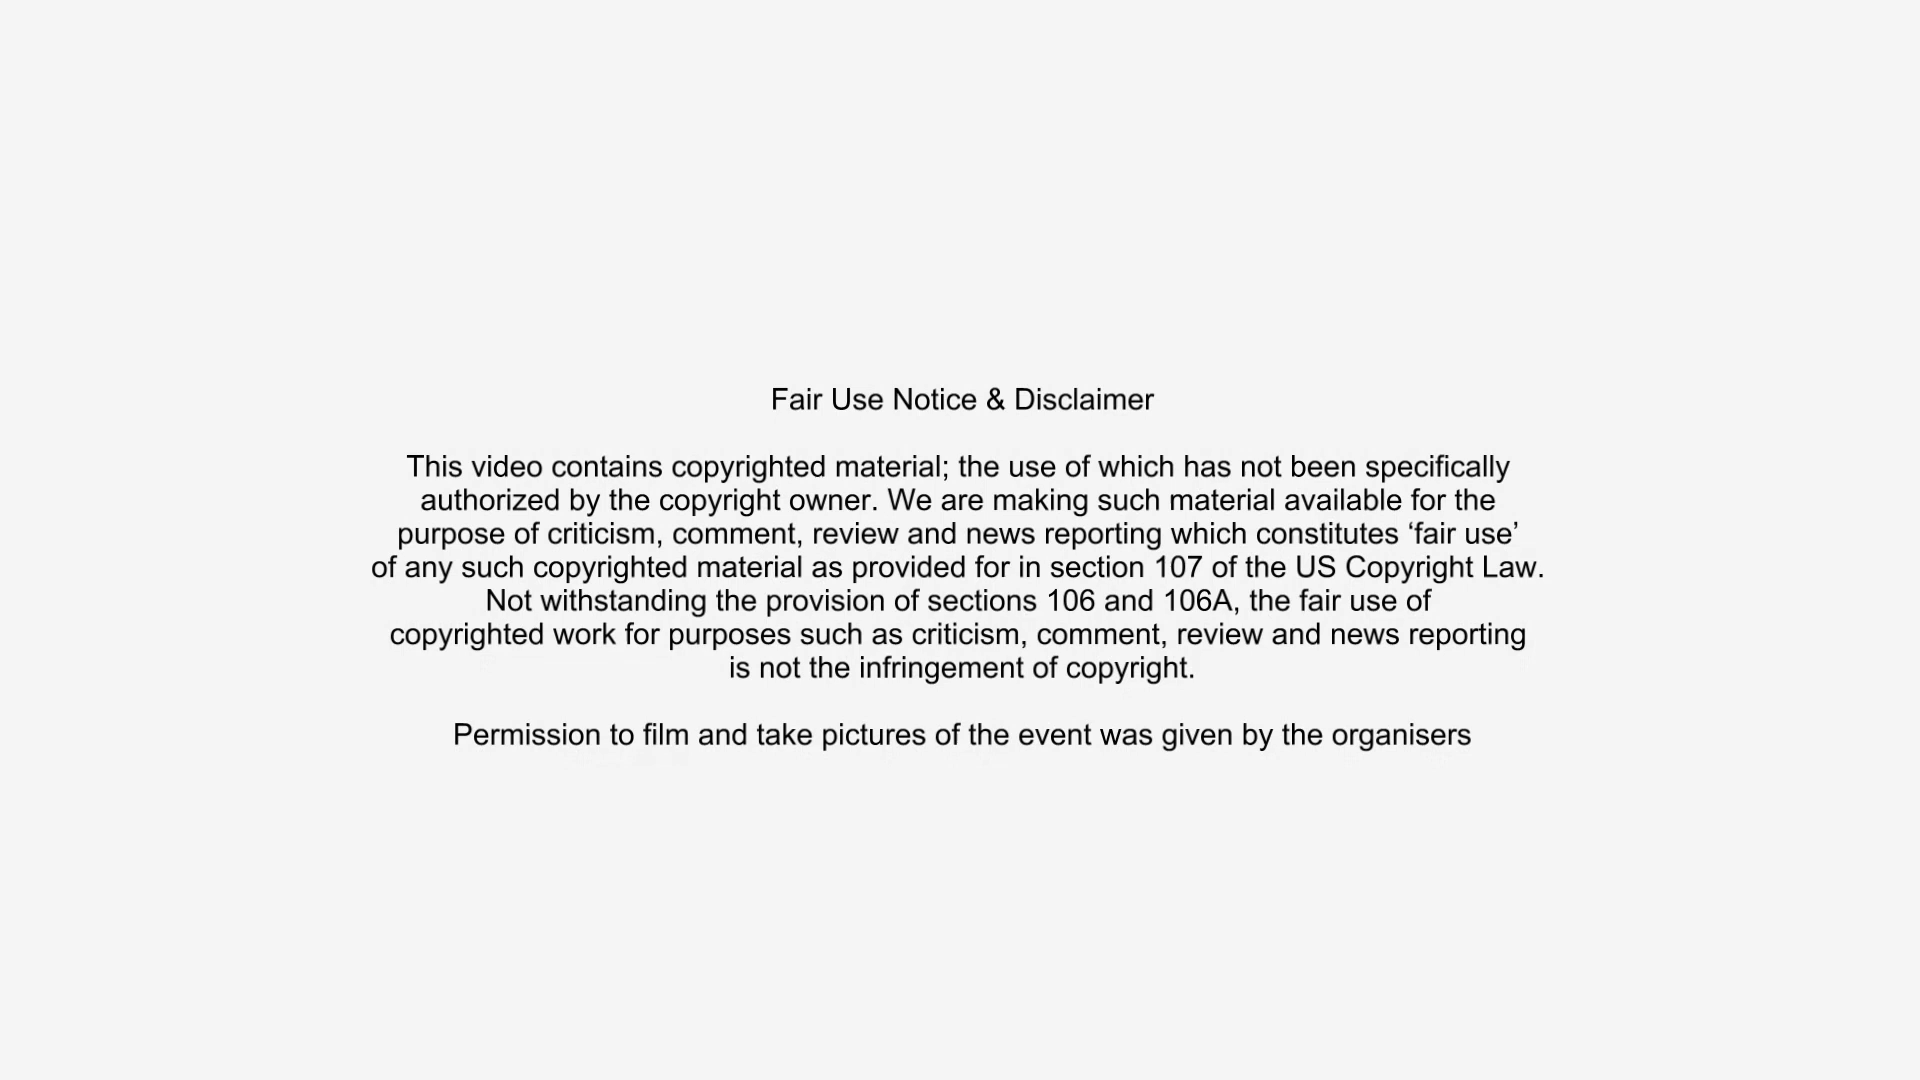 Fair Use Notice & Disclaimer
This video contains copyrighted material; the use of which has not been specifically
authorized by the copyright owner. We are making such material available for the
purpose of criticism, comment, review and news reporting which constitutes ‘fair use’
of any such copyrighted material as provided for in section 107 of the US Copyright Law.
Not withstanding the provision of sections 106 and 106A, the fair use of
copyrighted work for purposes such as criticism, comment, review and news reporting
is not the infringement of copyright.
Permission to film and take pictures of the event was given by the organisers